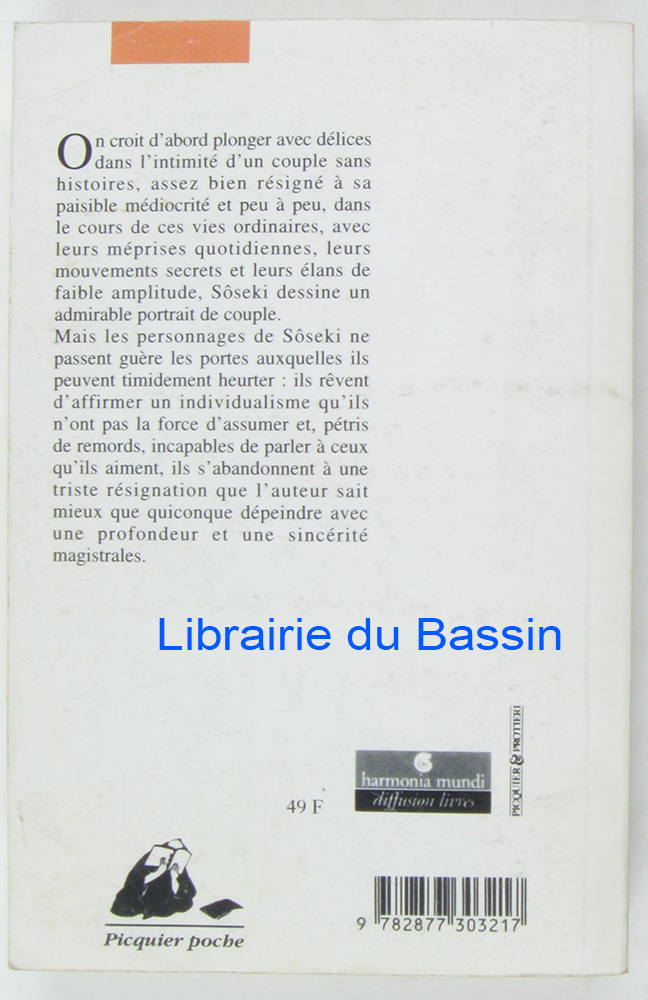 On croit d'abord plonger avec délices
dans l'intimité d'un couple sans
histoires, assez bien résigné à sa
paisible médiocrité et peu à peu, dans
le cours de ces vies ordinaires, avec
leurs méprises quotidiennes, leurs
mouvements secrets et leurs élans de
faible amplitude, Sôseki dessine un
admirable portrait de couple.
Mais les personnages de Sôseki ne
passent guère les portes auxquelles ils
peuvent timidement heurter : ils rêvent
d'affirmer un individualisme qu'ils
n'ont pas la force d'assumer et, pétris
de remords, incapables de parler à ceux
qu'ils aiment, ils s'abandonnent à une
triste résignation que l'auteur sait
mieux que quiconque dépeindre avec
une profondeur et une sincérité
magistrales.
Librairie du Bassin
PICQUIER & PROTIERE
harmonia mundi
diffusion livres
49 F
Picquier poche
9 782877 303217